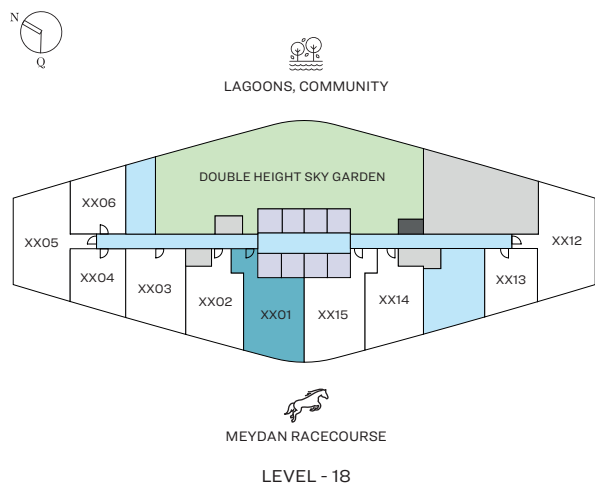 N
Q
LAGOONS, COMMUNITY
DOUBLE HEIGHT SKY GARDEN
XX06
XX05
XX12
XX04
XX03
XX02
XX01
XX15
XX14
XX13
MEYDAN RACECOURSE
LEVEL - 18